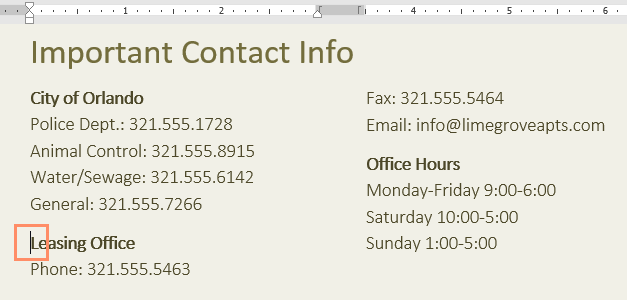 1 2 3 4 5 6
Important Contact Info
City of Orlando
Police Dept.: 321.555.1728
Animal Control: 321.555.8915
Water/Sewage: 321.555.6142
General: 321.555.7266
Leasing Office
Phone: 321.555.5463
Fax: 321.555.5464
Email: info@limegroveapts.com
Office Hours
Monday-Friday 9:00-6:00
Saturday 10:00-5:00
Sunday 1:00-5:00